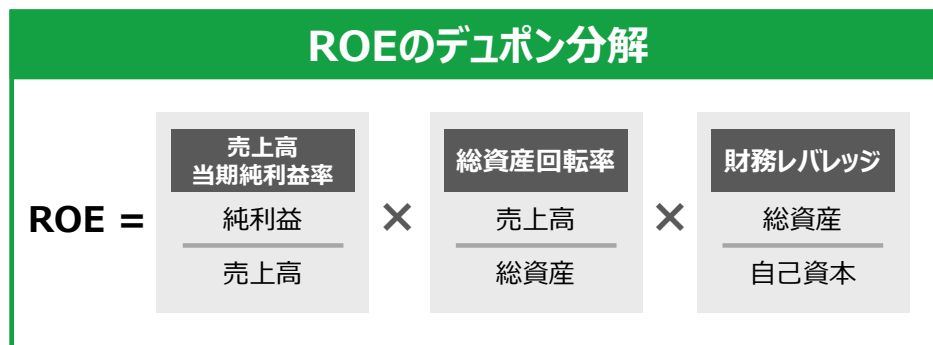 ROEのデュポン分解
ROE =
売上高
当期純利益率
純利益
売上高
×
総資産回転率
売上高
総資産
×
財務レバレッジ
総資産
自己資本